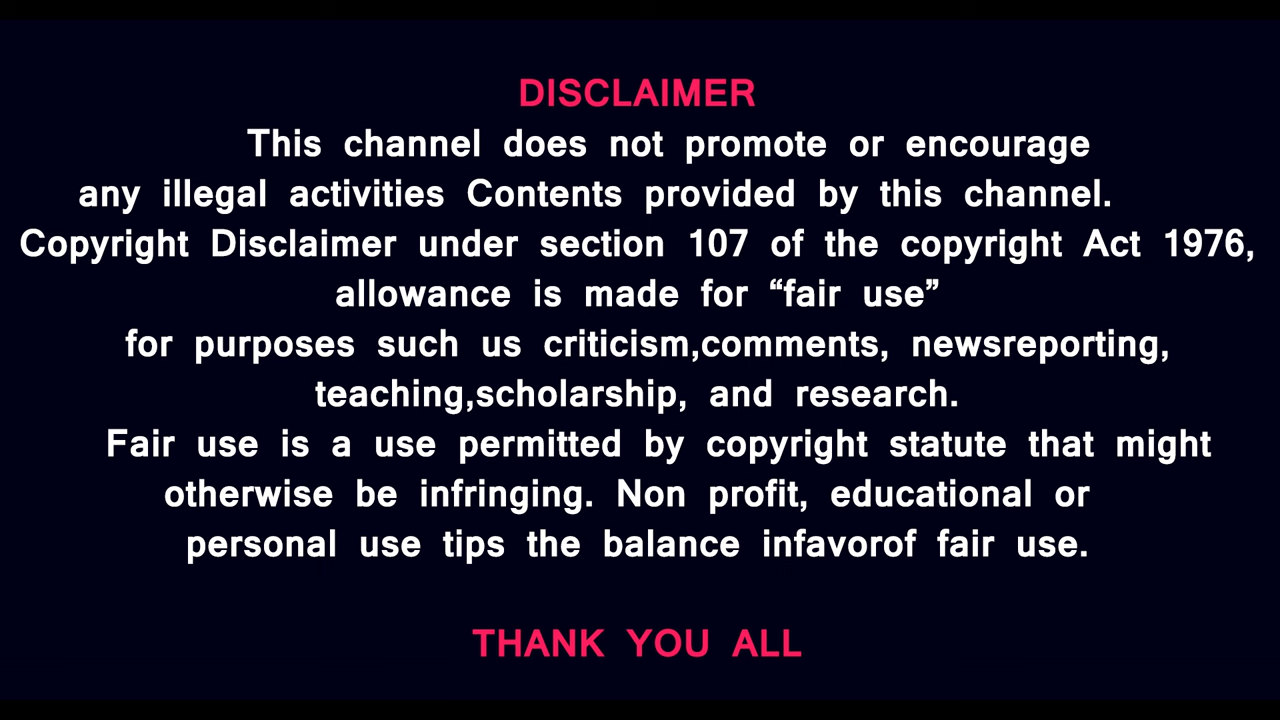 DISCLAIMER
This channel does not promote or encourage
any illegal activities Contents provided by this channel.
Copyright Disclaimer under section 107 of the copyright Act 1976,
allowance is made for “fair use”
for purposes such us criticism,comments, newsreporting,
teaching,scholarship, and research.
Fair use is a use permitted by copyright statute that might
otherwise be infringing. Non profit, educational or
personal use tips the balance infavorof fair use.
THANK YOU ALL